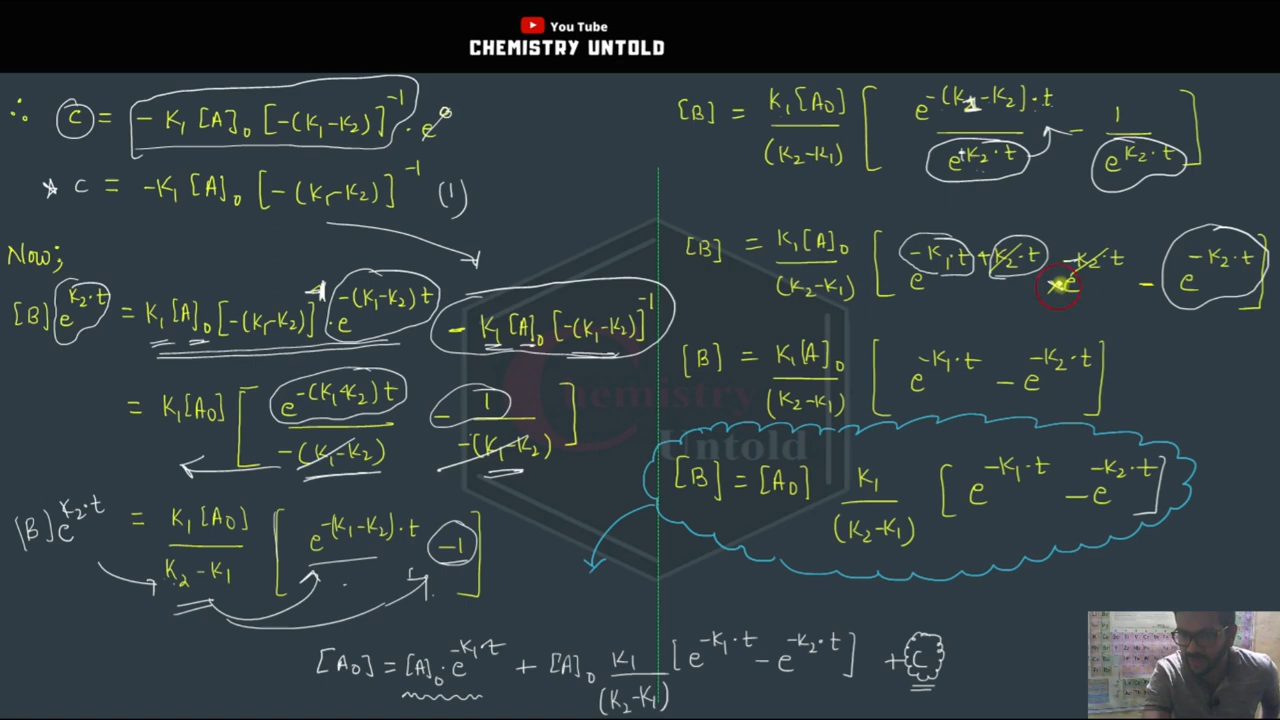 You Tube
CHEMISTRY UNTOLD
∴ C = - K₁ [A]₀ [-(K₁-K₂)]⁻¹ · e⁰
* C = -K₁ [A]₀ [-(K₁-K₂)]⁻¹ (1)
Now;
[B] e^{K₂·t} = K₁ [A]₀ [-(K₁-K₂)]⁻¹ · e^{-(K₁-K₂)t} - K₁ [A]₀ [-(K₁-K₂)]⁻¹
= K₁[A₀] [ e^{-(K₁-K₂)t} / -(K₁-K₂) - 1 / -(K₁-K₂) ]
[B] e^{K₂·t} = K₁[A₀] / K₂-K₁ [ e^{-(K₁-K₂)·t} -1 ]
[B] = K₁[A₀] / (K₂-K₁) [ e^{-(K₁-K₂)·t} / e^{+K₂·t} - 1 / e^{K₂·t} ]
[B] = K₁[A]₀ / (K₂-K₁) [ e^{-K₁·t + K₂·t} × e^{-K₂·t} - e^{-K₂·t} ]
[B] = K₁[A]₀ / (K₂-K₁) [ e^{-K₁·t} - e^{-K₂·t} ]
[B] = [A₀] K₁ / (K₂-K₁) [ e^{-K₁·t} - e^{-K₂·t} ]
[A₀] = [A]₀·e^{-K₁·t} + [A]₀ K₁ / (K₂-K₁) [ e^{-K₁·t} - e^{-K₂·t} ] + C
Chemistry
Untold